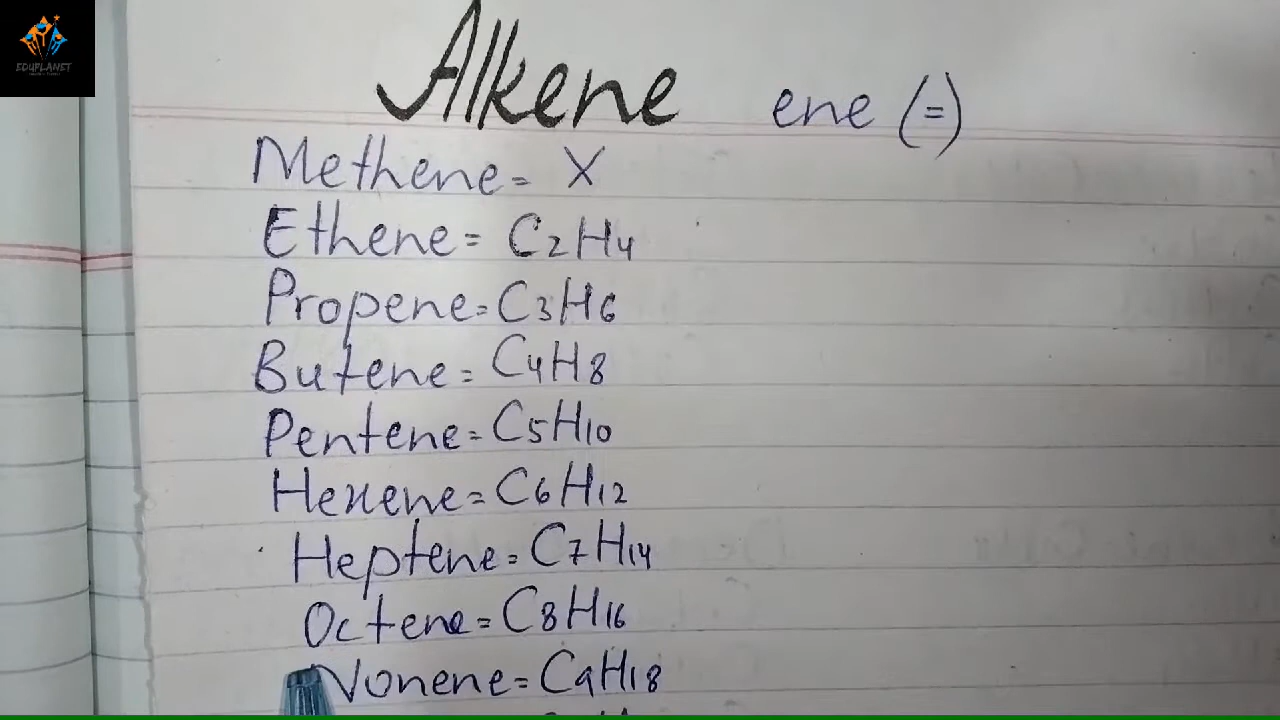 EDUPLANET
Alkene ene (=)
Methene = X
Ethene = C2H4
Propene = C3H6
Butene = C4H8
Pentene = C5H10
Hexene = C6H12
Heptene = C7H14
Octene = C8H16
Nonene = C9H18